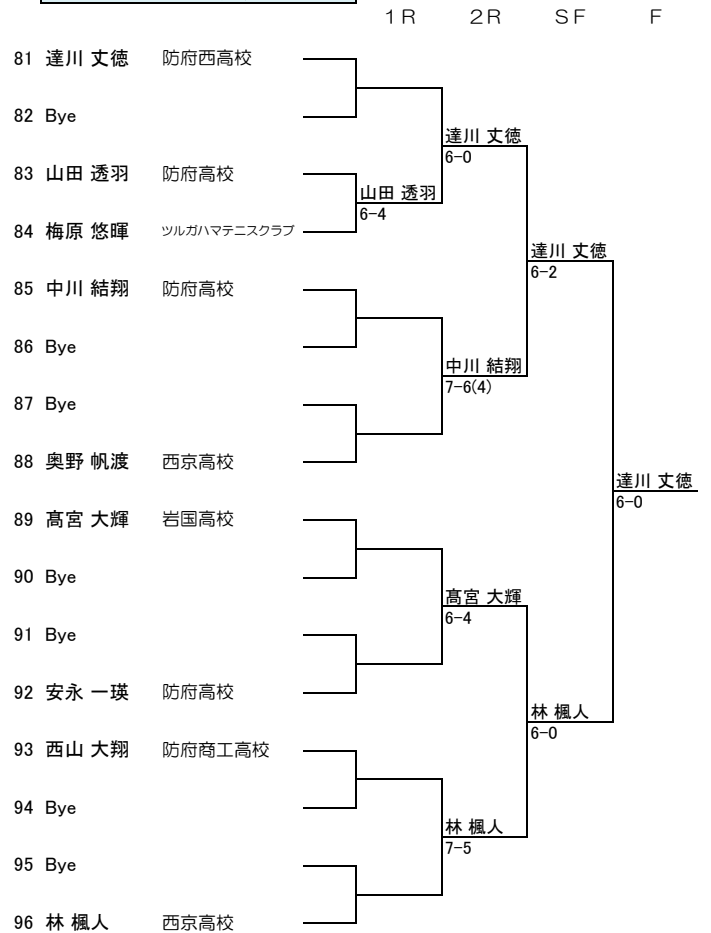 1R 2R SF F
81 達川 丈徳 防府西高校
82 Bye
達川 丈徳
6-0
83 山田 透羽 防府高校
山田 透羽
6-4
84 梅原 悠暉 ツルガハマテニスクラブ
達川 丈徳
6-2
85 中川 結翔 防府高校
86 Bye
中川 結翔
7-6(4)
87 Bye
88 奥野 帆渡 西京高校
達川 丈徳
6-0
89 髙宮 大輝 岩国高校
90 Bye
髙宮 大輝
6-4
91 Bye
92 安永 一瑛 防府高校
林 楓人
6-0
93 西山 大翔 防府商工高校
94 Bye
林 楓人
7-5
95 Bye
96 林 楓人 西京高校